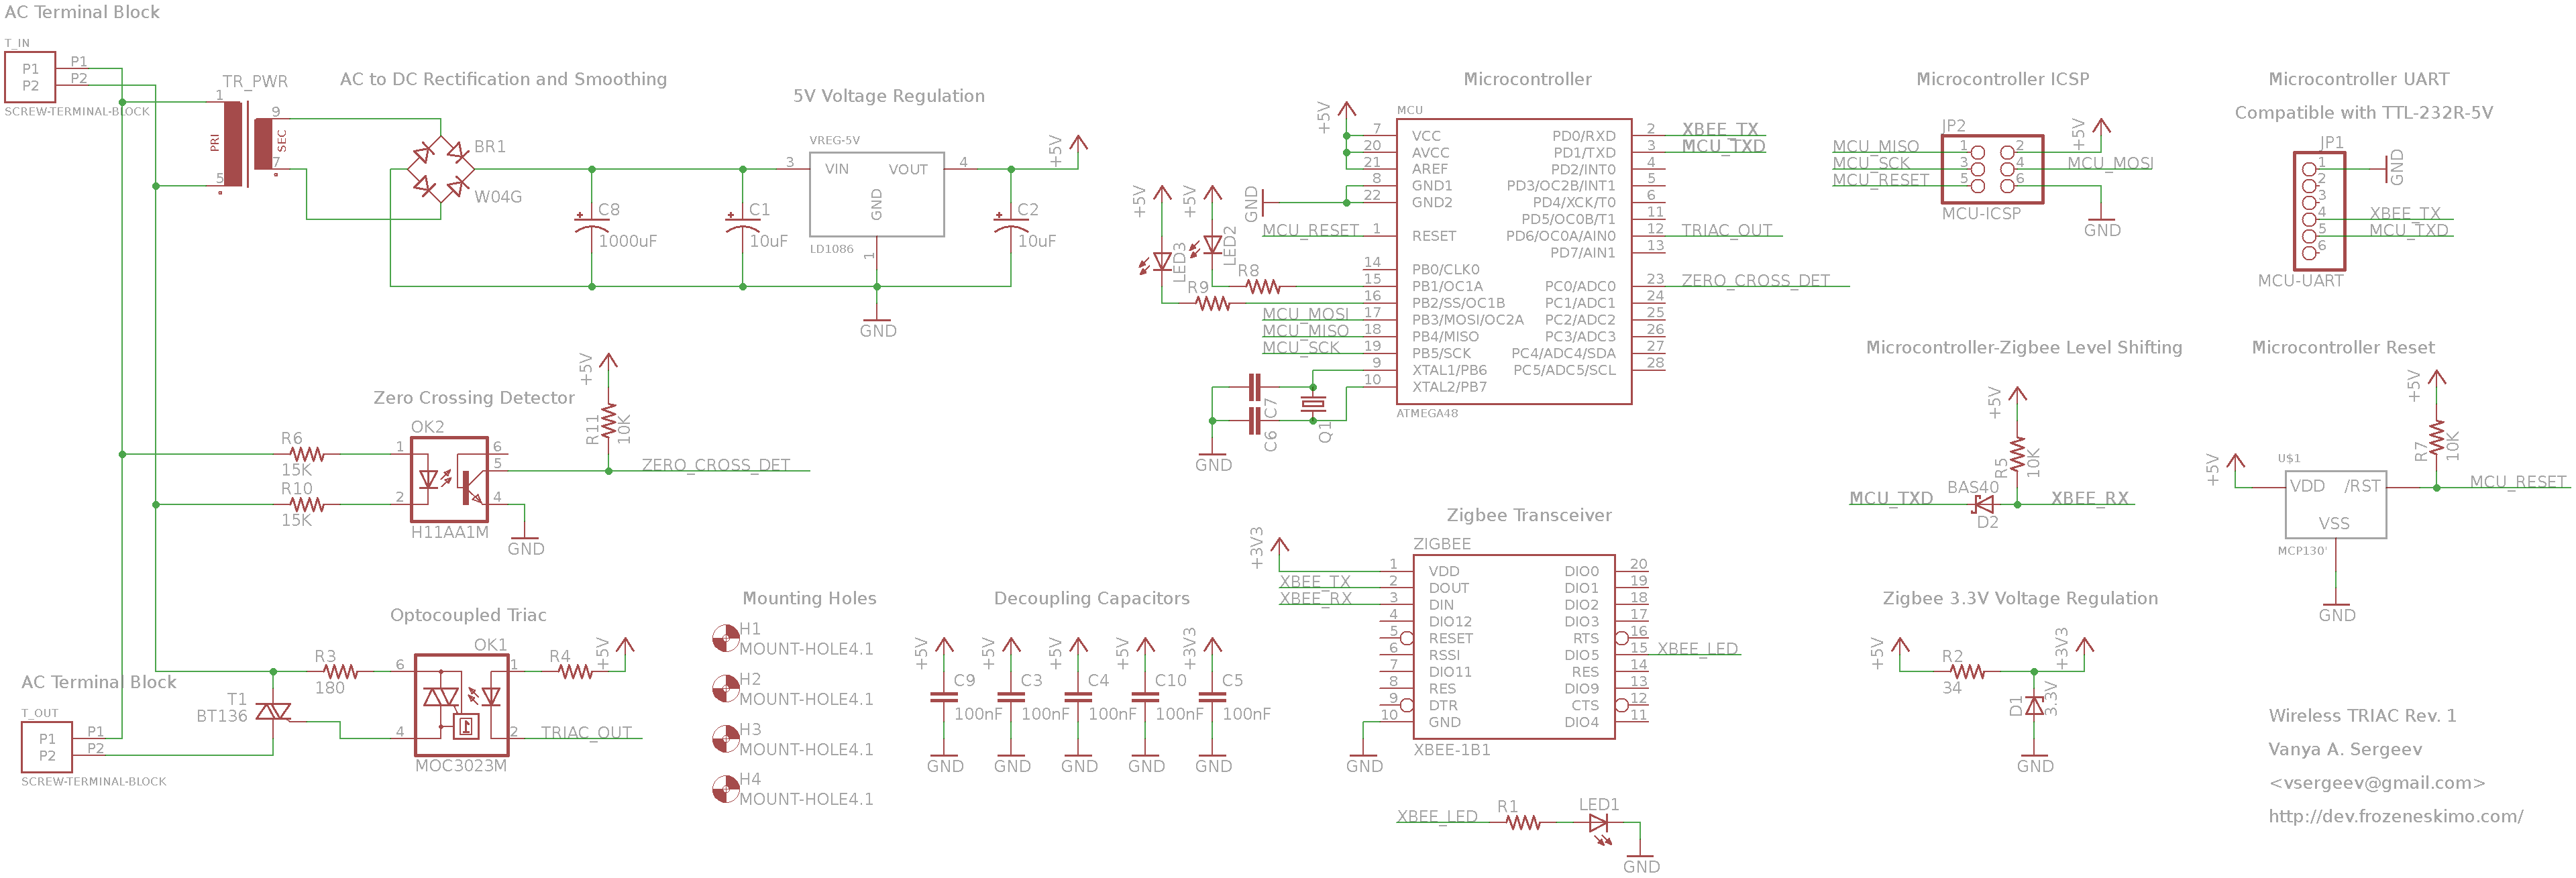 AC Terminal Block
T_IN
P1
P2
P1
P2
SCREW-TERMINAL-BLOCK
TR_PWR
1
5
PRI
SEC
9
7
AC to DC Rectification and Smoothing
BR1
W04G
C8
1000uF
C1
10uF
5V Voltage Regulation
VREG-5V
3
VIN
VOUT
4
GND
1
LD1086
C2
10uF
+5V
GND
Zero Crossing Detector
R6
15K
R10
15K
OK2
1
2
6
5
4
H11AA1M
R11
10K
+5V
ZERO_CROSS_DET
GND
Optocoupled Triac
R3
180
T1
BT136
OK1
6
4
1
2
MOC3023M
R4
+5V
TRIAC_OUT
AC Terminal Block
T_OUT
P1
P2
P1
P2
SCREW-TERMINAL-BLOCK
Mounting Holes
H1
MOUNT-HOLE4.1
H2
MOUNT-HOLE4.1
H3
MOUNT-HOLE4.1
H4
MOUNT-HOLE4.1
Decoupling Capacitors
+5V
C9
100nF
GND
+5V
C3
100nF
GND
+5V
C4
100nF
GND
+5V
C10
100nF
GND
+3V3
C5
100nF
GND
Microcontroller
MCU
+5V
7 VCC
20 AVCC
21 AREF
8 GND1
22 GND2
GND
MCU_RESET 1 RESET
14 PB0/CLK0
15 PB1/OC1A
16 PB2/SS/OC1B
MCU_MOSI 17 PB3/MOSI/OC2A
MCU_MISO 18 PB4/MISO
MCU_SCK 19 PB5/SCK
9 XTAL1/PB6
10 XTAL2/PB7
PD0/RXD 2 XBEE_TX
PD1/TXD 3 MCU_TXD
PD2/INT0 4
PD3/OC2B/INT1 5
PD4/XCK/T0 6
PD5/OC0B/T1 11
PD6/OC0A/AIN0 12 TRIAC_OUT
PD7/AIN1 13
PC0/ADC0 23 ZERO_CROSS_DET
PC1/ADC1 24
PC2/ADC2 25
PC3/ADC3 26
PC4/ADC4/SDA 27
PC5/ADC5/SCL 28
ATMEGA48
+5V
+5V
LED3
LED2
R8
R9
C7
C6
Q1
GND
Zigbee Transceiver
ZIGBEE
+3V3
1 VDD
XBEE_TX 2 DOUT
XBEE_RX 3 DIN
4 DIO12
5 RESET
6 RSSI
7 DIO11
8 RES
9 DTR
10 GND
DIO0 20
DIO1 19
DIO2 18
DIO3 17
RTS 16
DIO5 15 XBEE_LED
RES 14
DIO9 13
CTS 12
DIO4 11
XBEE-1B1
GND
XBEE_LED
R1
LED1
GND
Microcontroller ICSP
JP2
MCU_MISO 1
MCU_SCK 3
MCU_RESET 5
2
4 MCU_MOSI
6
+5V
MCU-ICSP
GND
Microcontroller UART
Compatible with TTL-232R-5V
JP1
1
2
3
4 XBEE_TX
5 MCU_TXD
6
GND
MCU-UART
Microcontroller-Zigbee Level Shifting
+5V
R5
10K
MCU_TXD
BAS40
D2
XBEE_RX
Microcontroller Reset
+5V
R7
10K
+5V
U$1
VDD
/RST
VSS
MCP130'
MCU_RESET
GND
Zigbee 3.3V Voltage Regulation
+5V
R2
34
+3V3
D1
3.3V
GND
Wireless TRIAC Rev. 1
Vanya A. Sergeev
<vsergeev@gmail.com>
http://dev.frozeneskimo.com/